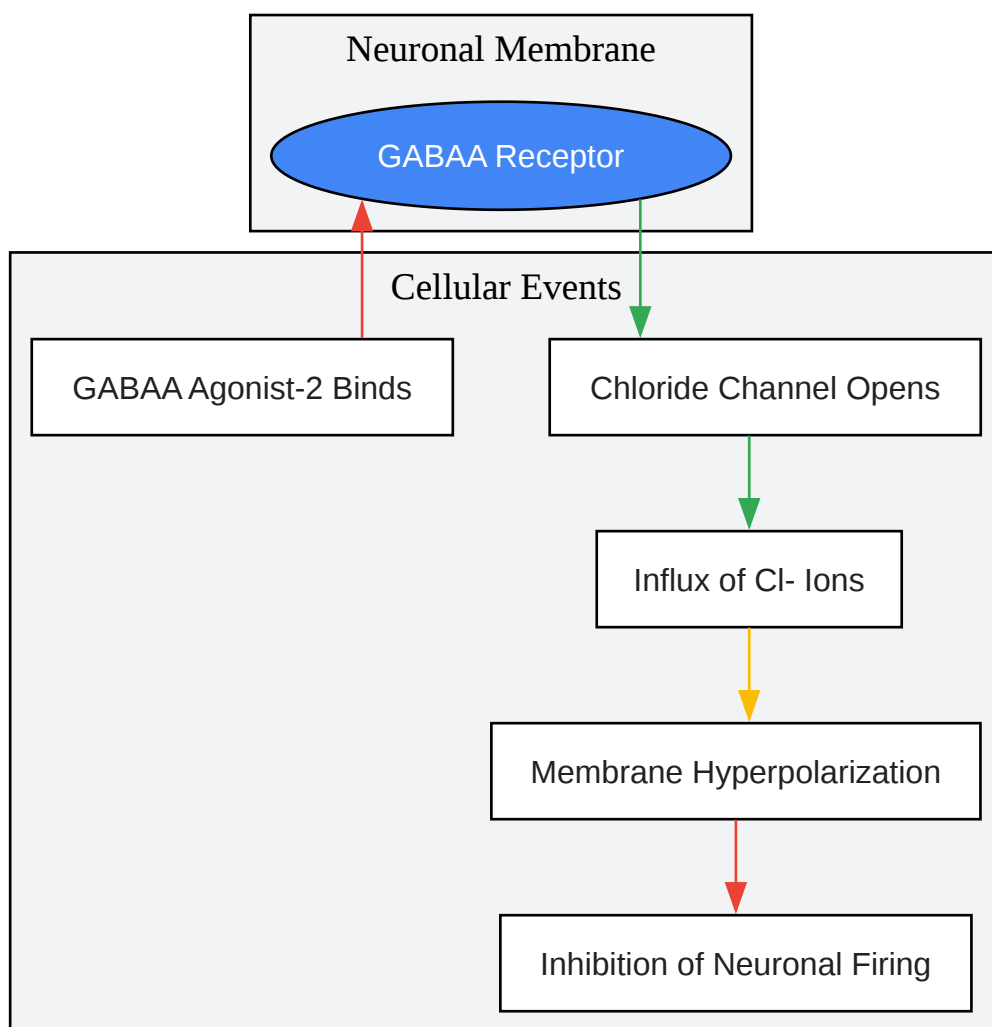 Neuronal Membrane
GABAA Receptor
Cellular Events
GABAA Agonist-2 Binds
Chloride Channel Opens
Influx of Cl- Ions
Membrane Hyperpolarization
Inhibition of Neuronal Firing